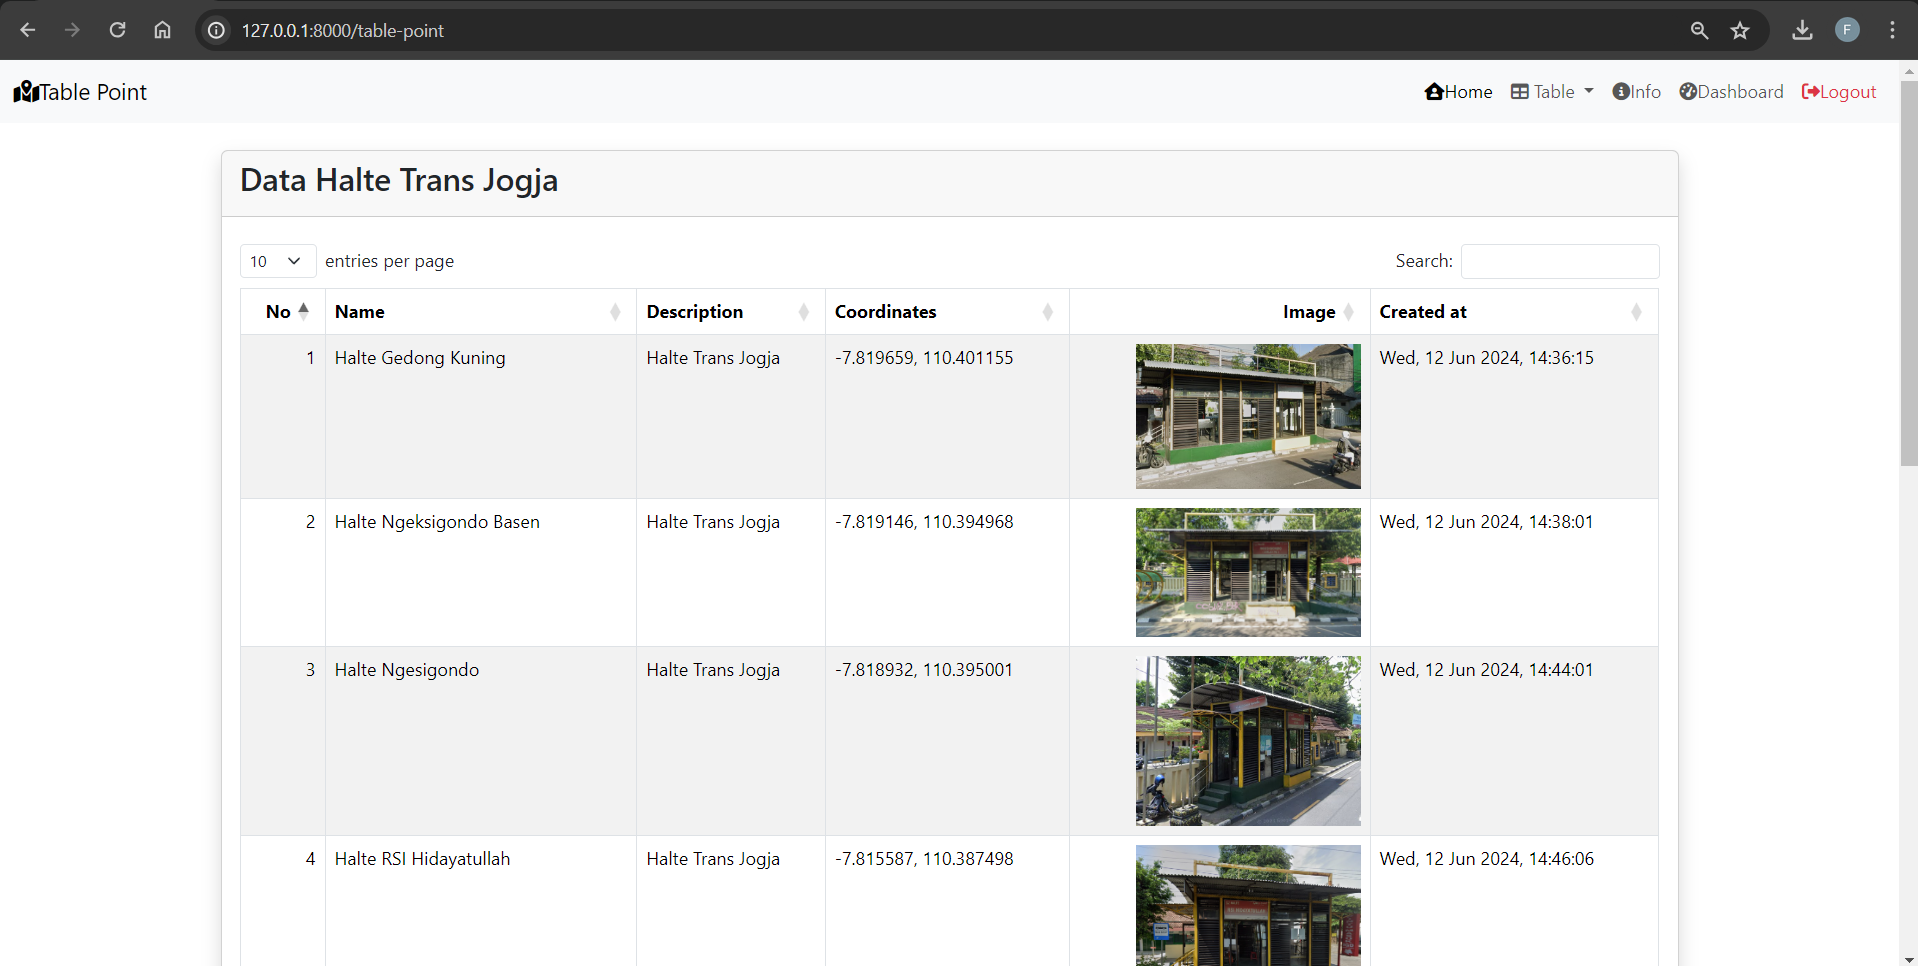 127.0.0.1:8000/table-point
F
Table Point
Home Table Info Dashboard Logout
Data Halte Trans Jogja
10 entries per page Search:
No Name Description Coordinates Image Created at
1 Halte Gedong Kuning Halte Trans Jogja -7.819659, 110.401155 Wed, 12 Jun 2024, 14:36:15
2 Halte Ngeksigondo Basen Halte Trans Jogja -7.819146, 110.394968 Wed, 12 Jun 2024, 14:38:01
3 Halte Ngesigondo Halte Trans Jogja -7.818932, 110.395001 Wed, 12 Jun 2024, 14:44:01
4 Halte RSI Hidayatullah Halte Trans Jogja -7.815587, 110.387498 Wed, 12 Jun 2024, 14:46:06